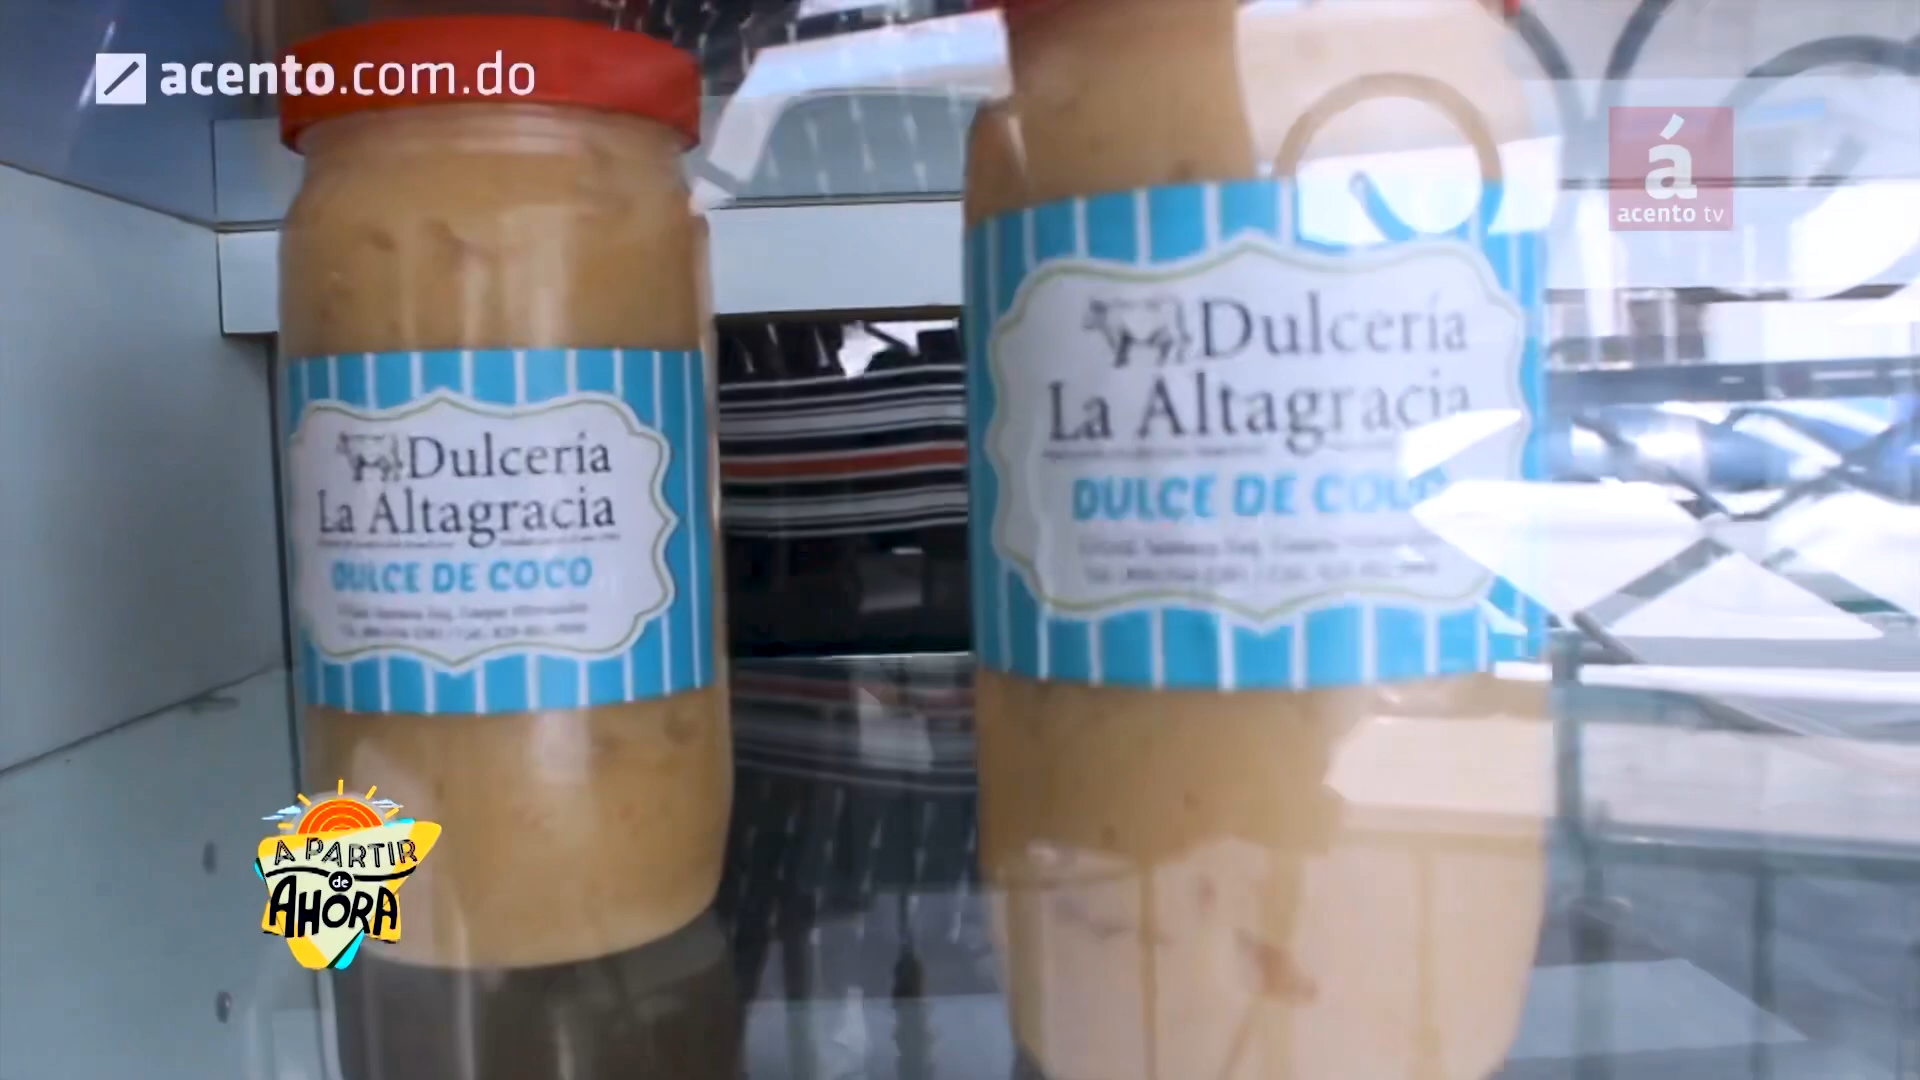 acento.com.do
á
acento tv
Dulcería
La Altagracia
DULCE DE COCO
Dulcería
La Altagracia
DULCE DE COCO
A PARTIR
de
AHORA